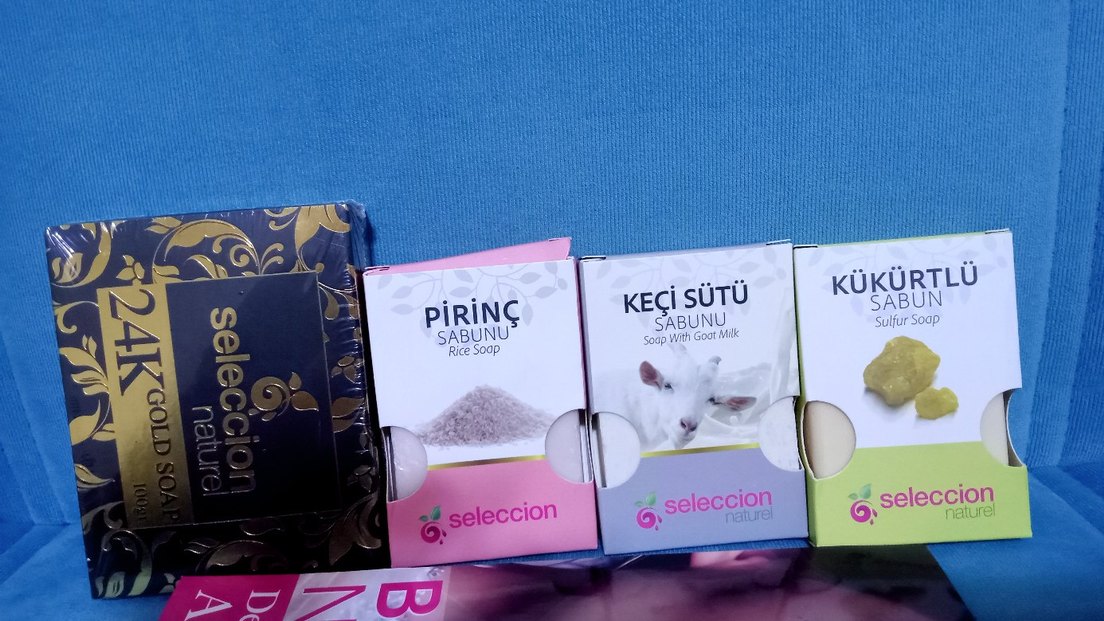 24K GOLD SOAP 100gr.
seleccion
naturel
PİRİNÇ
SABUNU
Rice Soap
seleccion
KEÇİ SÜTÜ
SABUNU
Soap With Goat Milk
seleccion
naturel
KÜKÜRTLÜ
SABUN
Sulfur Soap
seleccion
naturel